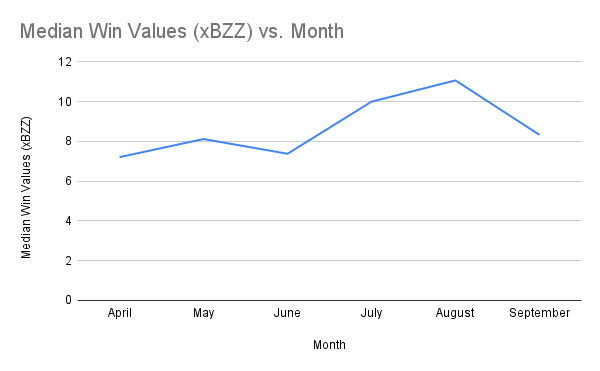 Median Win Values (xBZZ) vs. Month
12
10
8
6
4
2
0
Median Win Values (xBZZ)
April May June July August September
Month